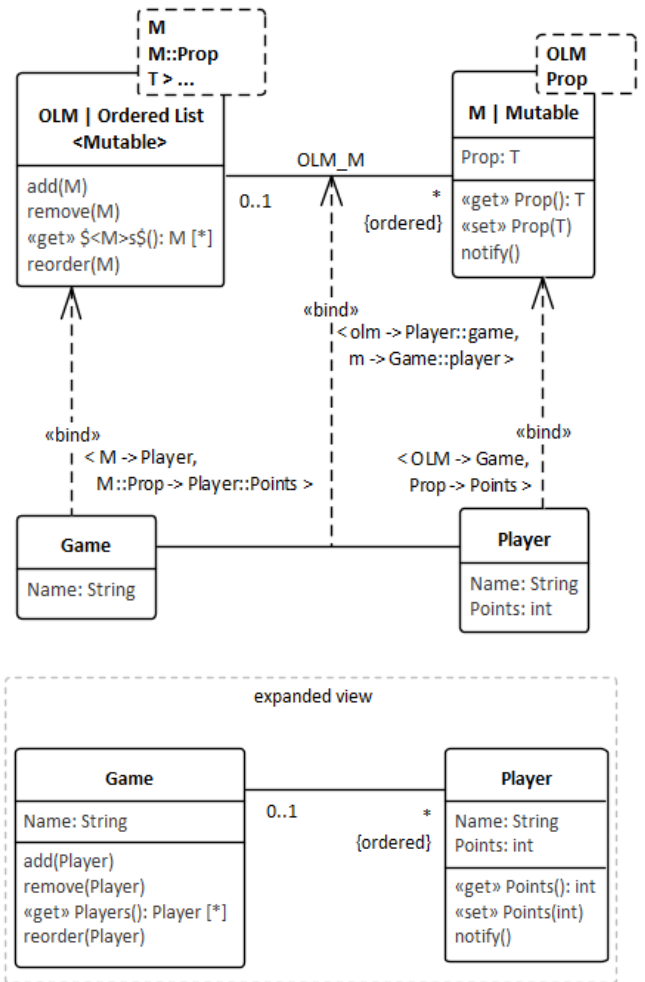 M
M::Prop
T > ...
OLM | Ordered List
<Mutable>
add(M)
remove(M)
«get» $<M>s$(): M [*]
reorder(M)
OLM_M
0..1
*
{ordered}
OLM
Prop
M | Mutable
Prop: T
«get» Prop(): T
«set» Prop(T)
notify()
«bind»
< olm -> Player::game,
m -> Game::player >
«bind»
< M -> Player,
M::Prop -> Player::Points >
«bind»
< OLM -> Game,
Prop -> Points >
Game
Name: String
Player
Name: String
Points: int
expanded view
Game
Name: String
add(Player)
remove(Player)
«get» Players(): Player [*]
reorder(Player)
0..1
*
{ordered}
Player
Name: String
Points: int
«get» Points(): int
«set» Points(int)
notify()